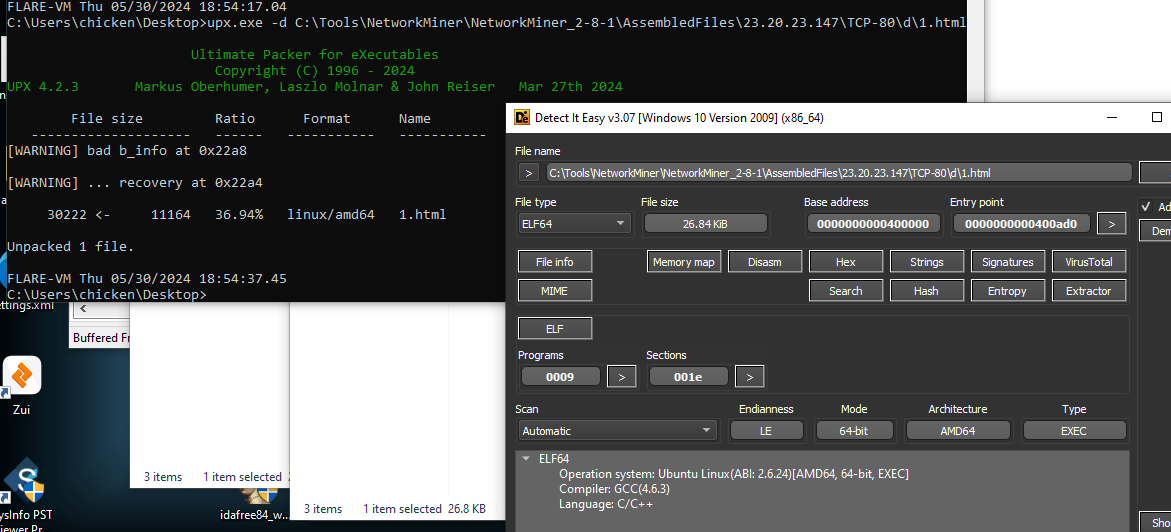 FLARE-VM Thu 05/30/2024 18:54:17.04
C:\Users\chicken\Desktop>upx.exe -d C:\Tools\NetworkMiner\NetworkMiner_2-8-1\AssembledFiles\23.20.23.147\TCP-80\d\1.html
Ultimate Packer for eXecutables
Copyright (C) 1996 - 2024
UPX 4.2.3 Markus Oberhumer, Laszlo Molnar & John Reiser Mar 27th 2024
File size Ratio Format Name
-------------------- ------ ----------- -----------
[WARNING] bad b_info at 0x22a8
[WARNING] ... recovery at 0x22a4
30222 <- 11164 36.94% linux/amd64 1.html
Unpacked 1 file.
FLARE-VM Thu 05/30/2024 18:54:37.45
C:\Users\chicken\Desktop>
ettings.xml
<
Buffered Fr
Zui
3 items 1 item selected
sInfo PST
iewer Pr
idafree84_w...
3 items 1 item selected 26.8 KB
Detect It Easy v3.07 [Windows 10 Version 2009] (x86_64)
File name
> C:\Tools\NetworkMiner\NetworkMiner_2-8-1\AssembledFiles\23.20.23.147\TCP-80\d\1.html
File type File size Base address Entry point
ELF64 26.84 KiB 0000000000400000 0000000000400ad0 >
Ad
Dem
File info Memory map Disasm Hex Strings Signatures VirusTotal
MIME Search Hash Entropy Extractor
ELF
Programs Sections
0009 > 001e >
Scan Endianness Mode Architecture Type
Automatic LE 64-bit AMD64 EXEC
ELF64
Operation system: Ubuntu Linux(ABI: 2.6.24)[AMD64, 64-bit, EXEC]
Compiler: GCC(4.6.3)
Language: C/C++
Sho